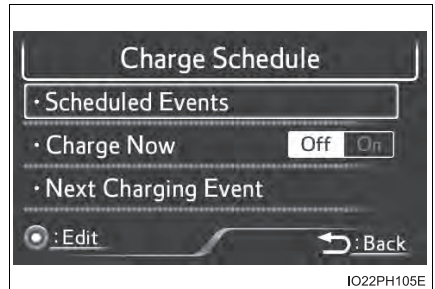 Charge Schedule
・Scheduled Events
・Charge Now Off On
・Next Charging Event
:Edit :Back
IO22PH105E